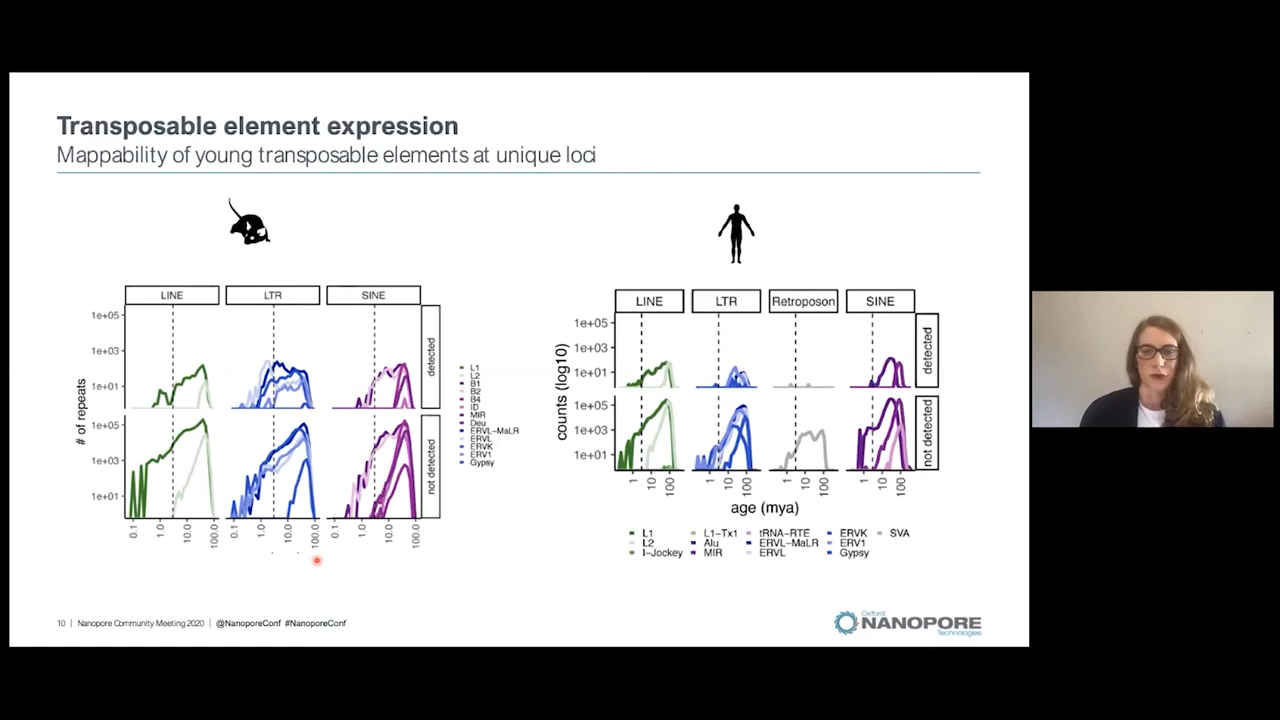 Transposable element expression
Mappability of young transposable elements at unique loci
LINE
LTR
SINE
1e+05
1e+03
1e+01
detected
1e+05
1e+03
1e+01
not detected
# of repeats
0.1
1.0
10.0
100.0
0.1
1.0
10.0
100.0
0.1
1.0
10.0
100.0
L1
L2
B1
B2
B4
ID
MIR
Deu
ERVL-MaLR
ERVL
ERVK
ERV1
Gypsy
LINE
LTR
Retroposon
SINE
1e+05
1e+03
1e+01
detected
1e+05
1e+03
1e+01
not detected
counts (log10)
1
10
100
1
10
100
1
10
100
1
10
100
age (mya)
L1 L1-Tx1 tRNA-RTE ERVK SVA
L2 Alu ERVL-MaLR ERV1
I-Jockey MIR ERVL Gypsy
10 | Nanopore Community Meeting 2020 | @NanoporeConf #NanoporeConf
Oxford
NANOPORE
Technologies